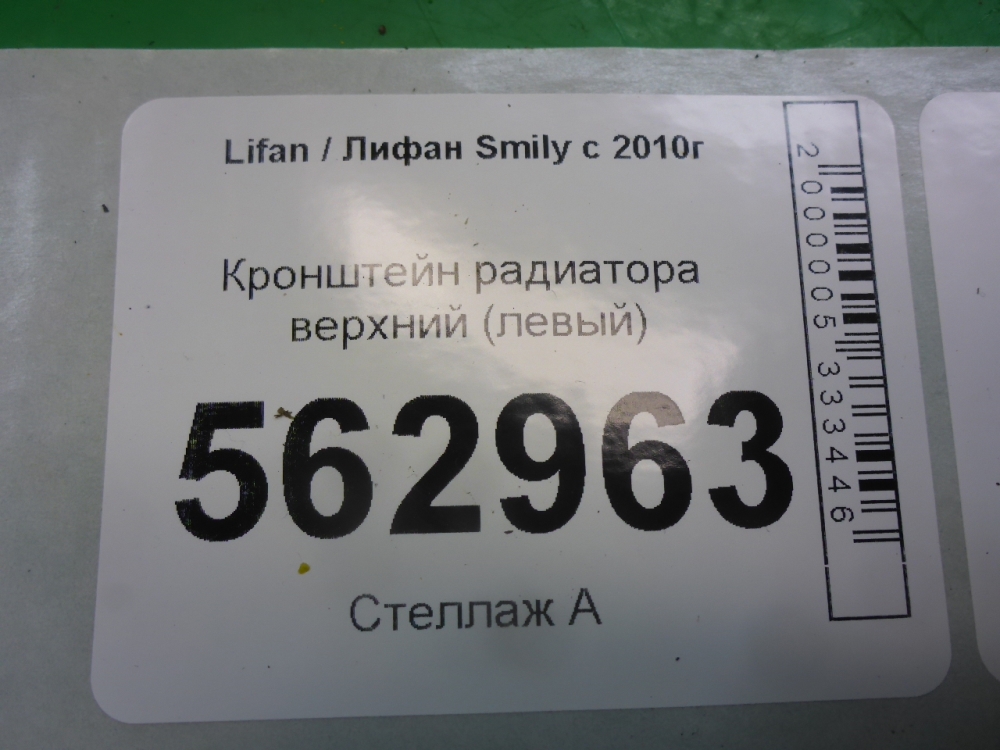 Lifan / Лифан Smily с 2010г
Кронштейн радиатора
верхний (левый)
562963
Стеллаж А
2000005333446